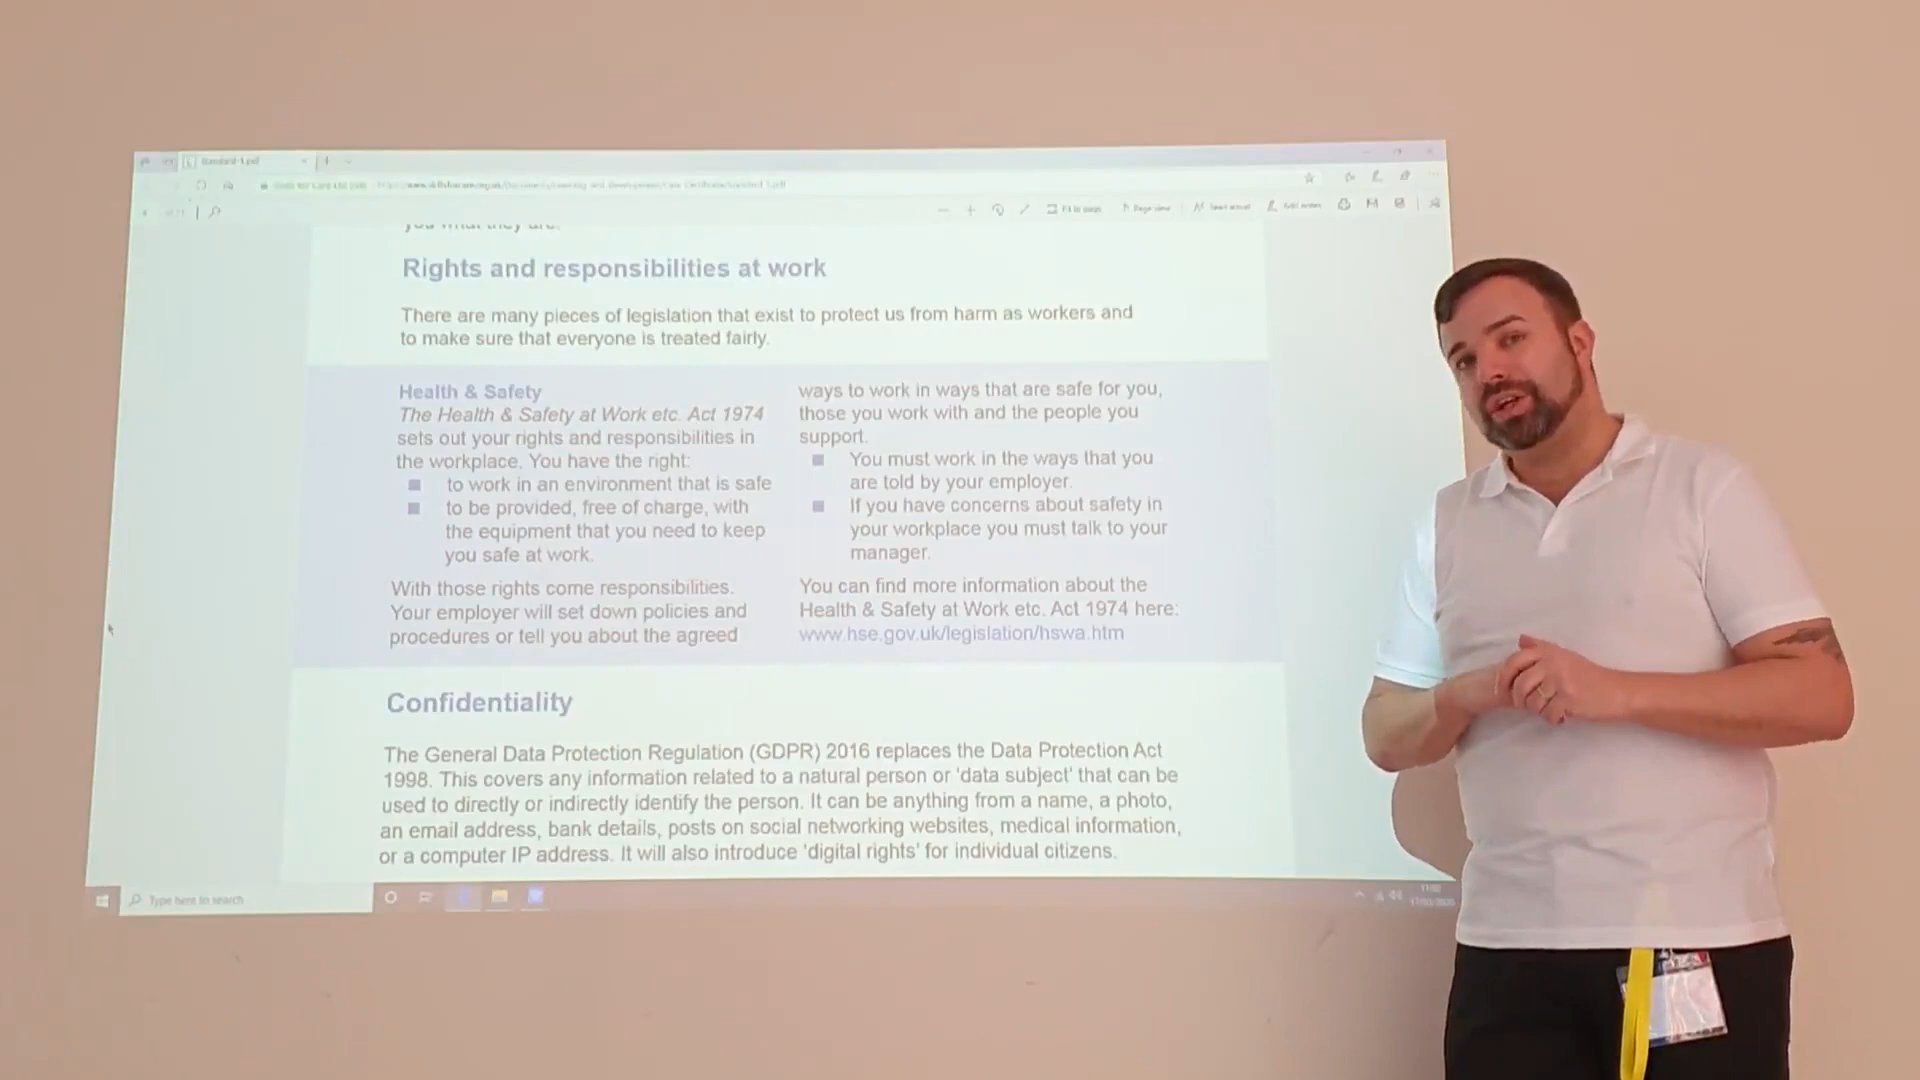 Standard-1.pdf
you what they are.
Rights and responsibilities at work
There are many pieces of legislation that exist to protect us from harm as workers and
to make sure that everyone is treated fairly.
Health & Safety
The Health & Safety at Work etc. Act 1974
sets out your rights and responsibilities in
the workplace. You have the right:
to work in an environment that is safe
to be provided, free of charge, with
the equipment that you need to keep
you safe at work.
With those rights come responsibilities.
Your employer will set down policies and
procedures or tell you about the agreed
ways to work in ways that are safe for you,
those you work with and the people you
support.
You must work in the ways that you
are told by your employer.
If you have concerns about safety in
your workplace you must talk to your
manager.
You can find more information about the
Health & Safety at Work etc. Act 1974 here:
www.hse.gov.uk/legislation/hswa.htm
Confidentiality
The General Data Protection Regulation (GDPR) 2016 replaces the Data Protection Act
1998. This covers any information related to a natural person or 'data subject' that can be
used to directly or indirectly identify the person. It can be anything from a name, a photo,
an email address, bank details, posts on social networking websites, medical information,
or a computer IP address. It will also introduce 'digital rights' for individual citizens.
Type here to search